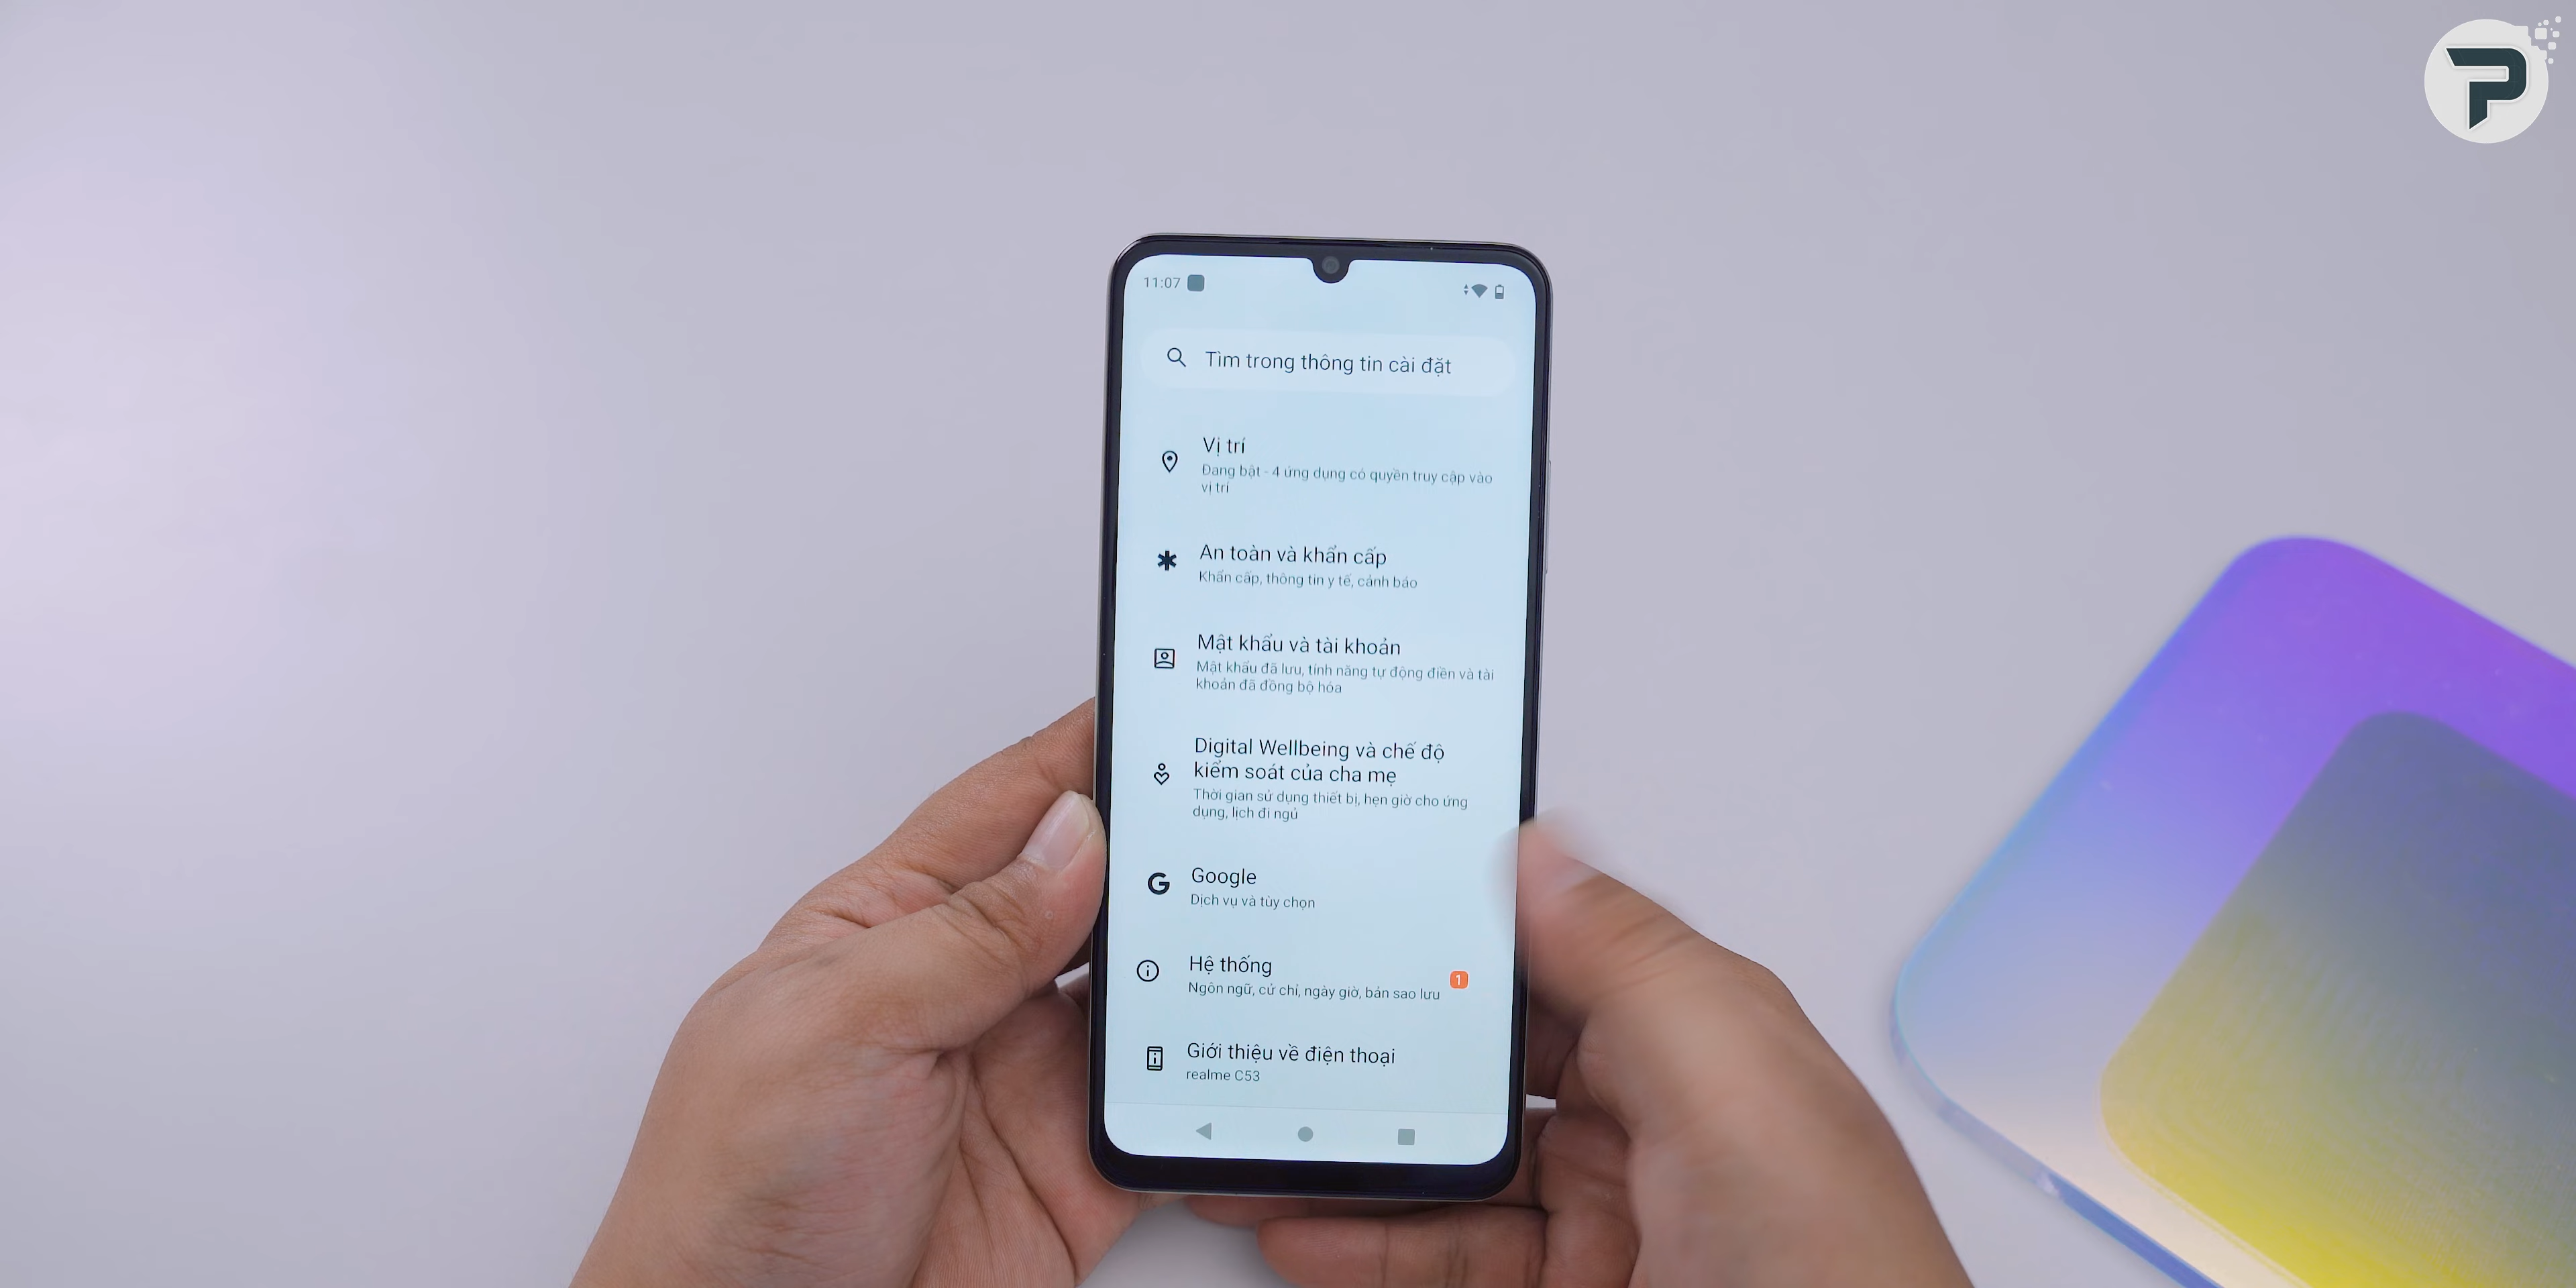 11:07
Tìm trong thông tin cài đặt
Vị trí
Đang bật - 4 ứng dụng có quyền truy cập vào
vị trí
An toàn và khẩn cấp
Khẩn cấp, thông tin y tế, cảnh báo
Mật khẩu và tài khoản
Mật khẩu đã lưu, tính năng tự động điền và tài
khoản đã đồng bộ hóa
Digital Wellbeing và chế độ
kiểm soát của cha mẹ
Thời gian sử dụng thiết bị, hẹn giờ cho ứng
dụng, lịch đi ngủ
Google
Dịch vụ và tùy chọn
Hệ thống
1
Ngôn ngữ, cử chỉ, ngày giờ, bản sao lưu
Giới thiệu về điện thoại
realme C53
P